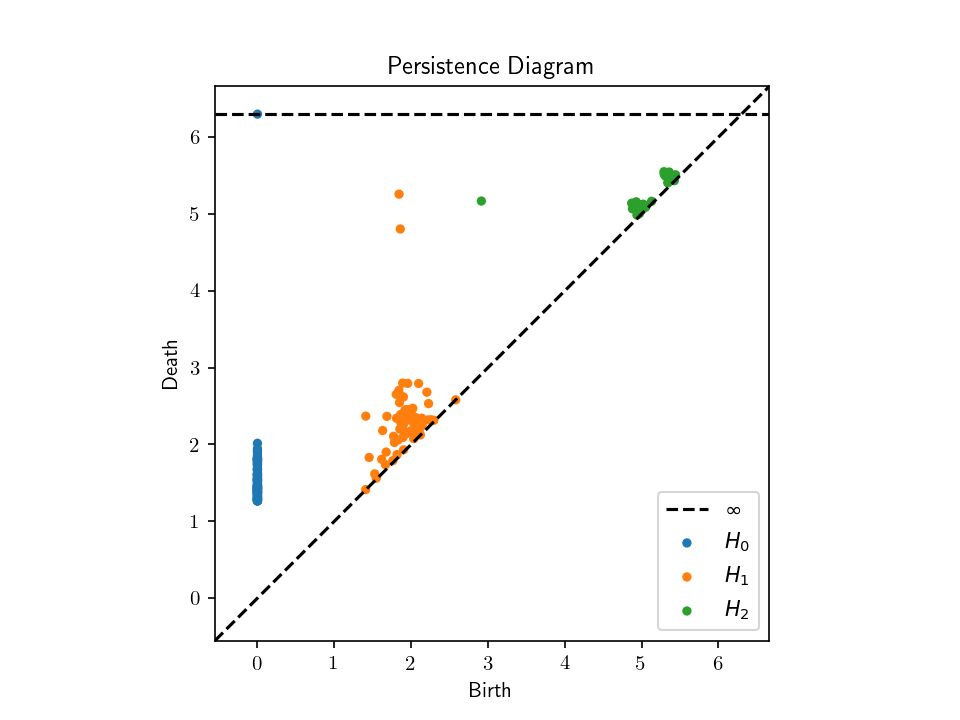 Persistence Diagram
Death
6
5
4
3
2
1
0
0 1 2 3 4 5 6
Birth
∞
H₀
H₁
H₂